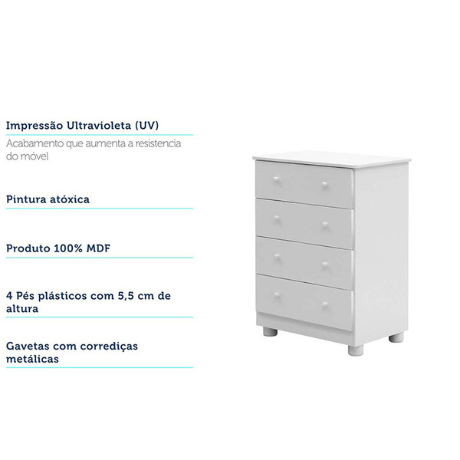 Impressão Ultravioleta (UV)
Acabamento que aumenta a resistencia
do móvel
Pintura atóxica
Produto 100% MDF
4 Pés plásticos com 5,5 cm de
altura
Gavetas com corrediças
metálicas